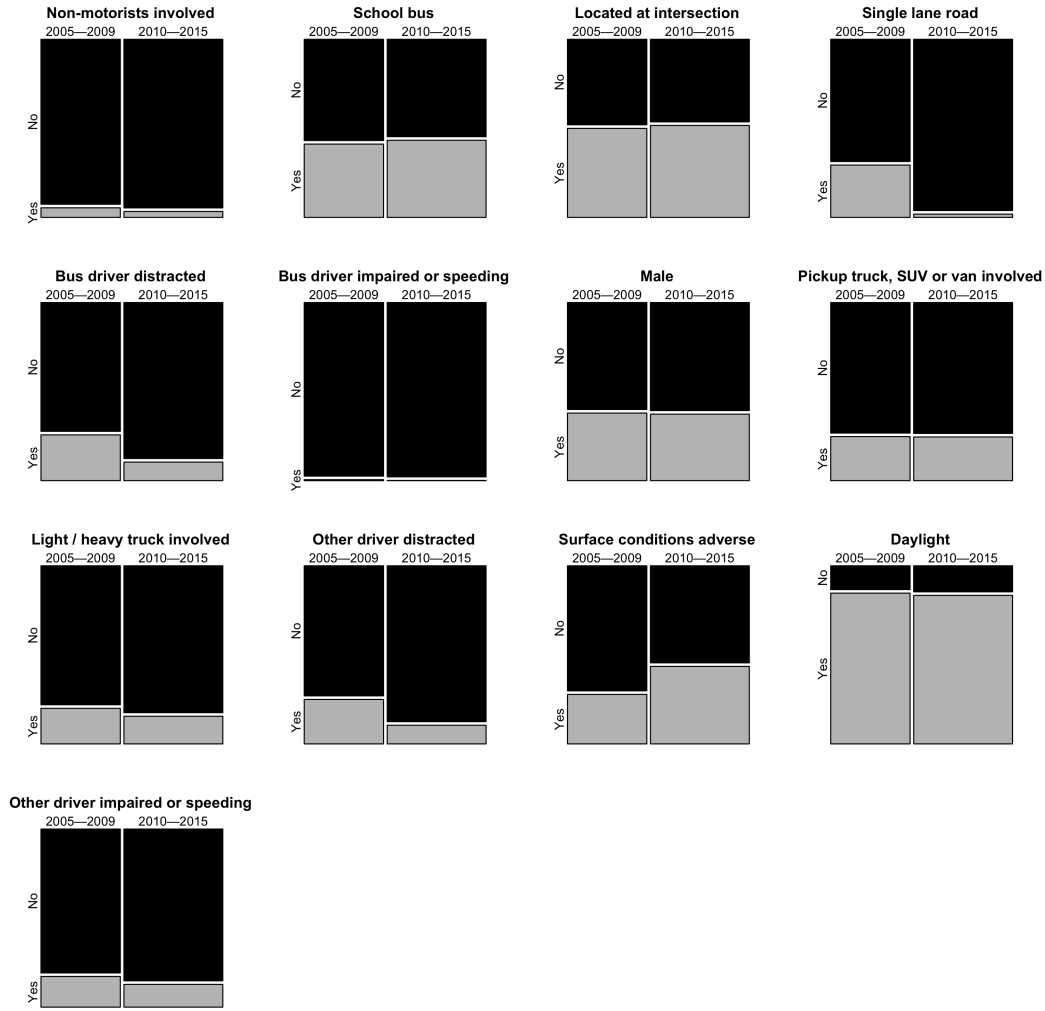 Non-motorists involved
2005—2009 2010—2015
No
Yes
School bus
2005—2009 2010—2015
No
Yes
Located at intersection
2005—2009 2010—2015
No
Yes
Single lane road
2005—2009 2010—2015
No
Yes
Bus driver distracted
2005—2009 2010—2015
No
Yes
Bus driver impaired or speeding
2005—2009 2010—2015
No
Yes
Male
2005—2009 2010—2015
No
Yes
Pickup truck, SUV or van involved
2005—2009 2010—2015
No
Yes
Light / heavy truck involved
2005—2009 2010—2015
No
Yes
Other driver distracted
2005—2009 2010—2015
No
Yes
Surface conditions adverse
2005—2009 2010—2015
No
Yes
Daylight
2005—2009 2010—2015
No
Yes
Other driver impaired or speeding
2005—2009 2010—2015
No
Yes